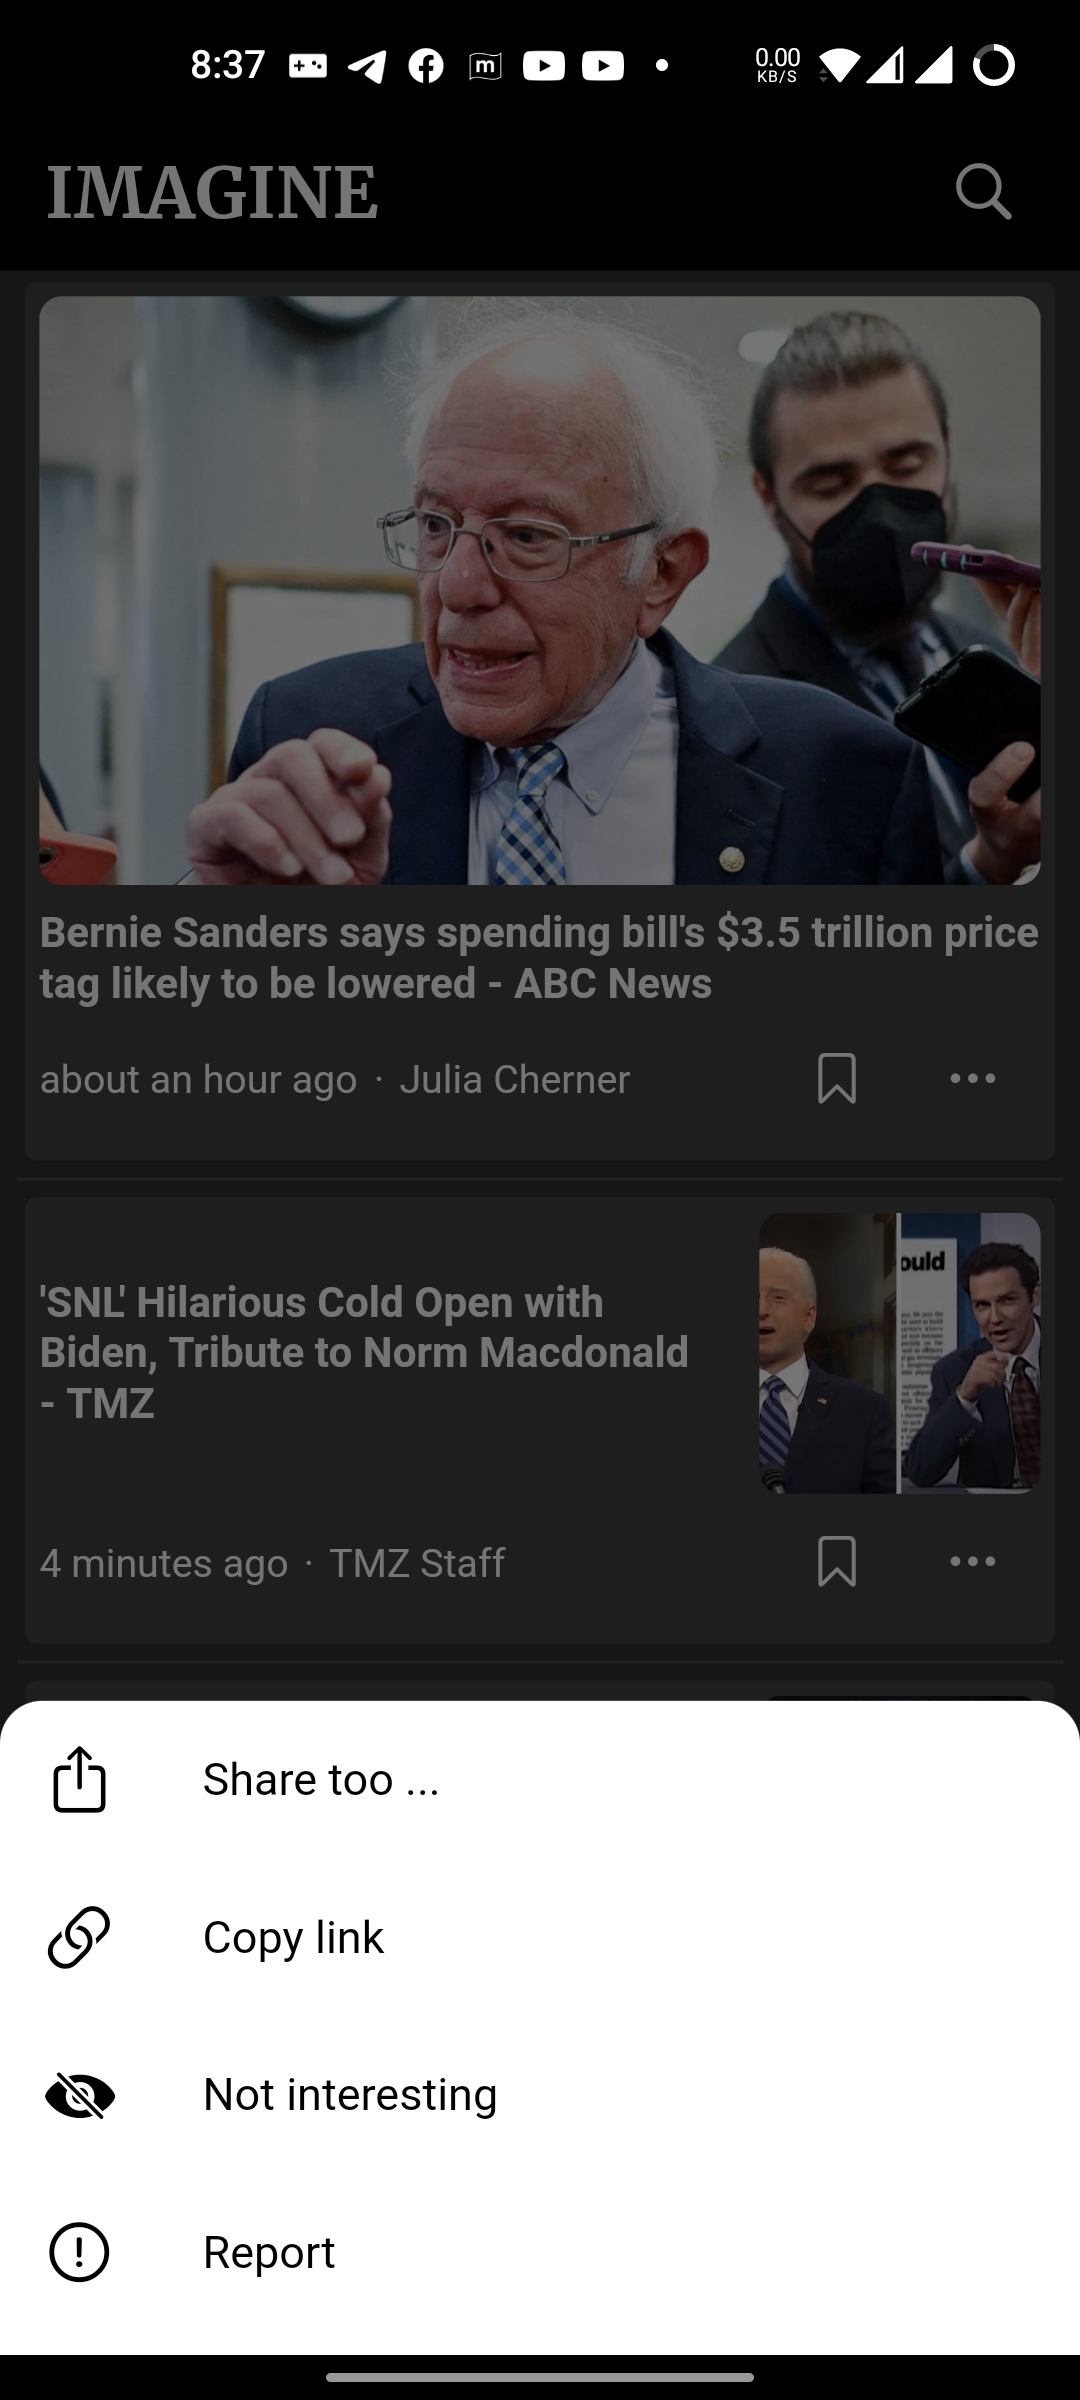 8:37
0.00
KB/S
IMAGINE
Bernie Sanders says spending bill's $3.5 trillion price
tag likely to be lowered - ABC News
about an hour ago · Julia Cherner
ould
'SNL' Hilarious Cold Open with
Biden, Tribute to Norm Macdonald
- TMZ
4 minutes ago · TMZ Staff
Share too ...
Copy link
Not interesting
Report